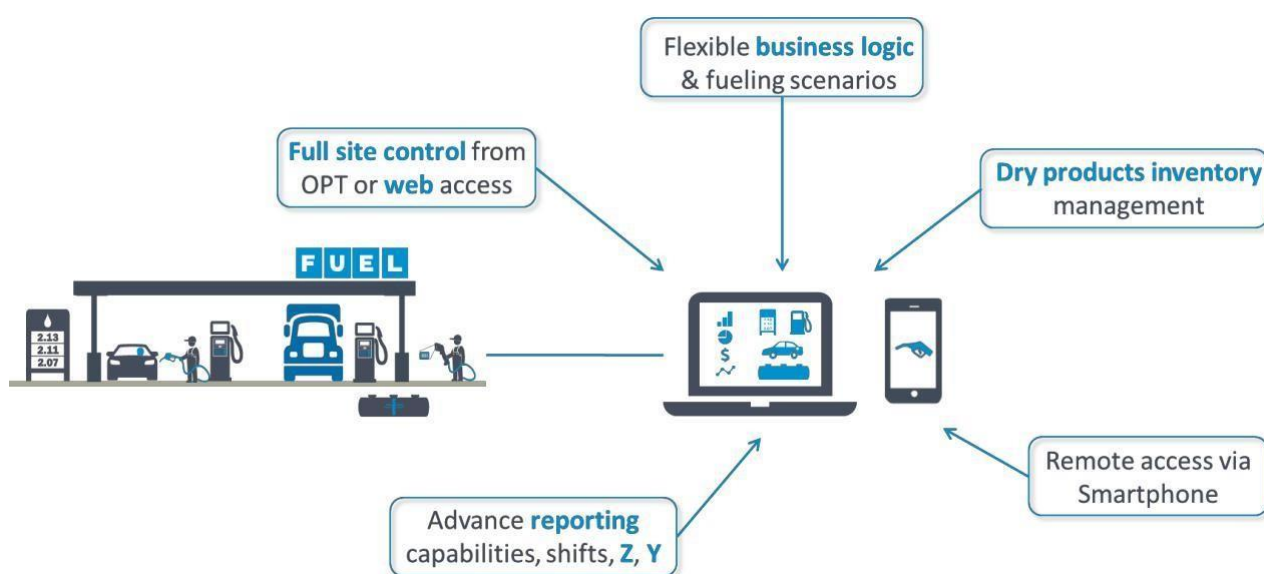 Flexible business logic
& fueling scenarios
Full site control from
OPT or web access
Dry products inventory
management
FUEL
2.13
2.11
2.07
$
Remote access via
Smartphone
Advance reporting
capabilities, shifts, Z, Y